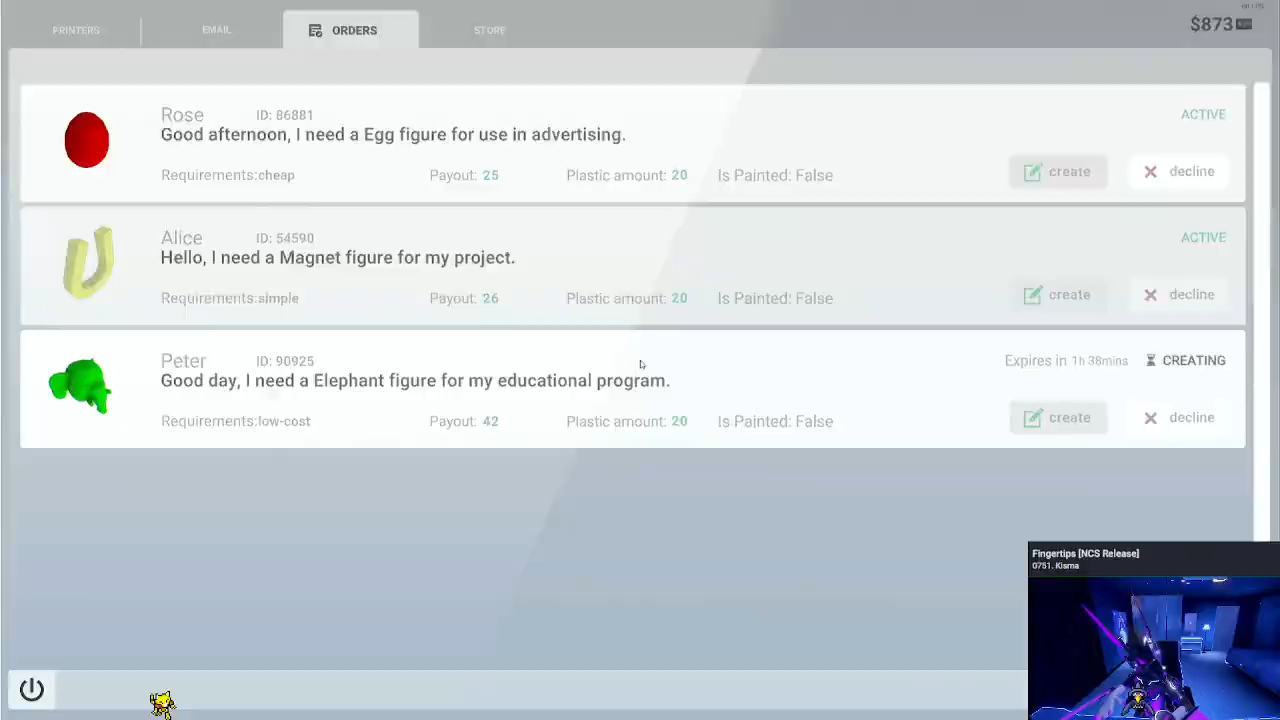 PRINTERS
EMAIL
ORDERS
STORE
$873
Rose ID: 86881 ACTIVE
Good afternoon, I need a Egg figure for use in advertising.
Requirements:cheap Payout: 25 Plastic amount: 20 Is Painted: False create decline
Alice ID: 54590 ACTIVE
Hello, I need a Magnet figure for my project.
Requirements:simple Payout: 26 Plastic amount: 20 Is Painted: False create decline
Peter ID: 90925 Expires in 1h 38mins CREATING
Good day, I need a Elephant figure for my educational program.
Requirements:low-cost Payout: 42 Plastic amount: 20 Is Painted: False create decline
Fingertips [NCS Release]
0751. Kisma